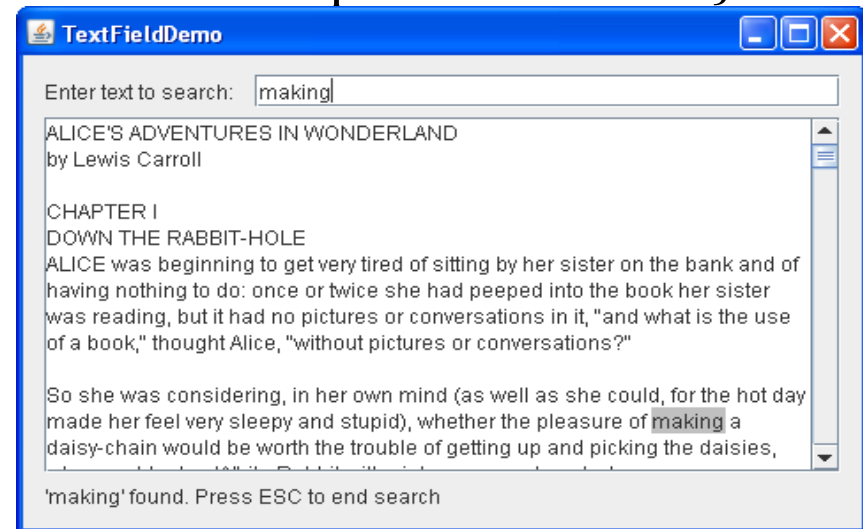 TextFieldDemo
Enter text to search: making
ALICE'S ADVENTURES IN WONDERLAND
by Lewis Carroll
CHAPTER I
DOWN THE RABBIT-HOLE
ALICE was beginning to get very tired of sitting by her sister on the bank and of
having nothing to do: once or twice she had peeped into the book her sister
was reading, but it had no pictures or conversations in it, "and what is the use
of a book," thought Alice, "without pictures or conversations?"
So she was considering, in her own mind (as well as she could, for the hot day
made her feel very sleepy and stupid), whether the pleasure of making a
daisy-chain would be worth the trouble of getting up and picking the daisies,
'making' found. Press ESC to end search